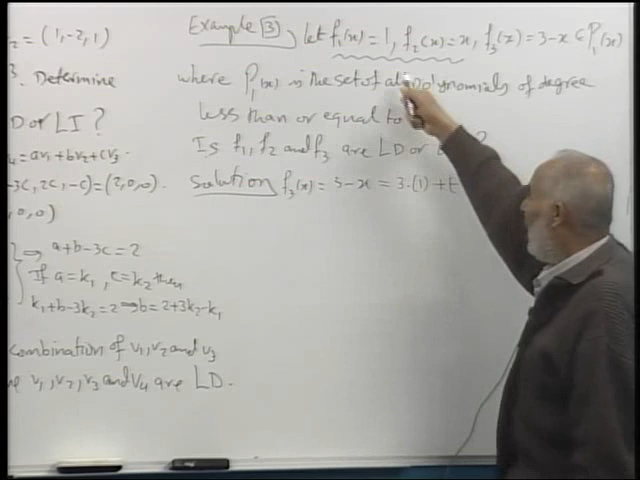 2 = (1,-2,1)
3. Determine
D or LI ?
4 = av1+bv2+cv3.
-3c, 2c, -c) = (2,0,0).
,0,0)
⇒ a+b-3c=2
If a=k1, c=k2 then
k1+b-3k2=2 ⇒ b=2+3k2-k1
combination of v1, v2 and v3
v1, v2, v3 and v4 are LD.
Example 3 let f1(x)=1, f2(x)=x, f3(x)=3-x ∈ P1(x)
where P1(x) is the set of all polynomials of degree
less than or equal to
Is f1, f2 and f3 are LD or ?
Solution f3(x)=3-x = 3.(1)+(